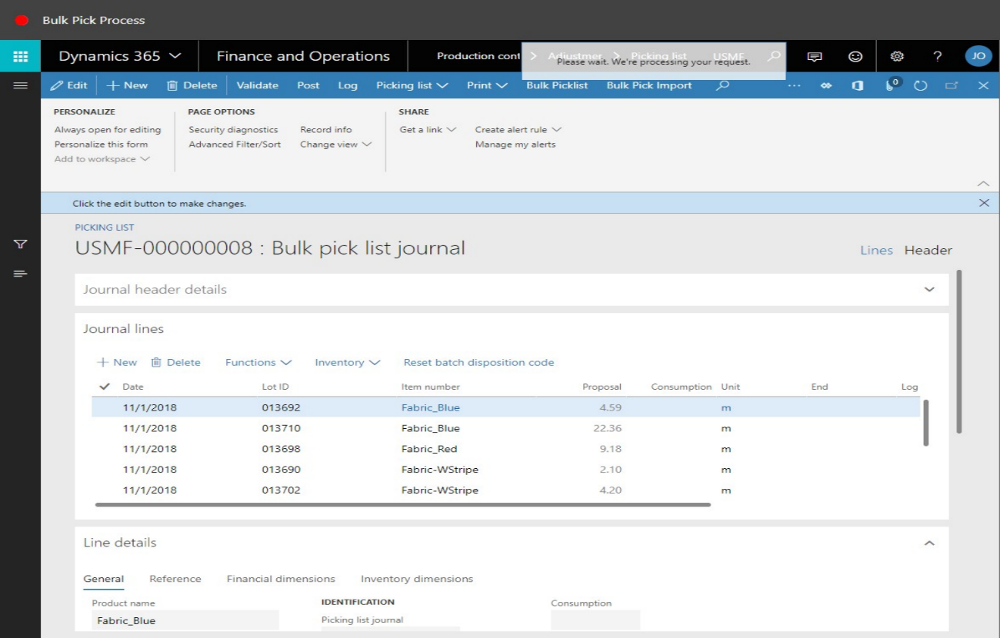 Bulk Pick Process
Dynamics 365 Finance and Operations Production cont Adjustmer Picking list USMF ? JO
Please wait. We're processing your request.
Edit New Delete Validate Post Log Picking list Print Bulk Picklist Bulk Pick Import ... 0
PERSONALIZE PAGE OPTIONS SHARE
Always open for editing Security diagnostics Record info Get a link Create alert rule
Personalize this form Advanced Filter/Sort Change view Manage my alerts
Add to workspace
Click the edit button to make changes.
PICKING LIST
USMF-000000008 : Bulk pick list journal
Lines Header
Journal header details
Journal lines
New Delete Functions Inventory Reset batch disposition code
Date Lot ID Item number Proposal Consumption Unit End Log
11/1/2018 013692 Fabric_Blue 4.59 m
11/1/2018 013710 Fabric_Blue 22.36 m
11/1/2018 013698 Fabric_Red 9.18 m
11/1/2018 013690 Fabric-WStripe 2.10 m
11/1/2018 013702 Fabric-WStripe 4.20 m
Line details
General Reference Financial dimensions Inventory dimensions
Product name IDENTIFICATION Consumption
Fabric_Blue Picking list journal